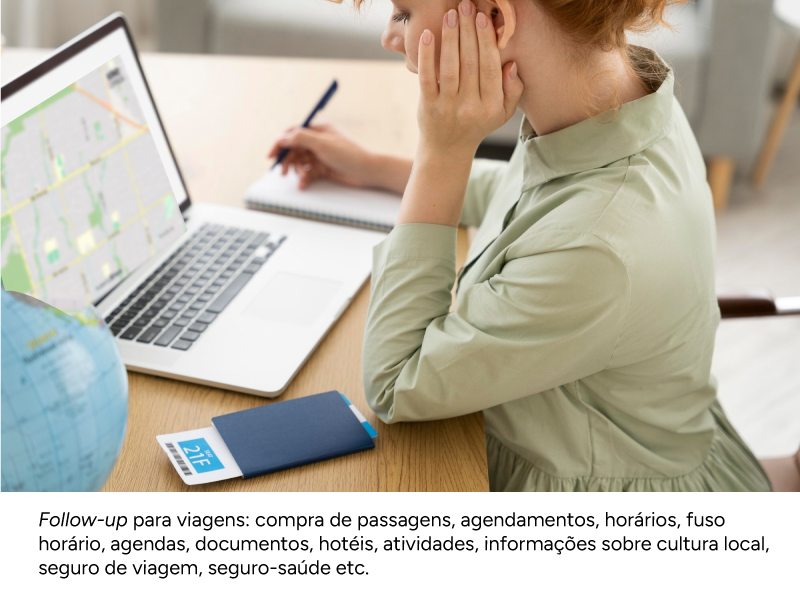 21F
Follow-up para viagens: compra de passagens, agendamentos, horários, fuso
horário, agendas, documentos, hotéis, atividades, informações sobre cultura local,
seguro de viagem, seguro-saúde etc.